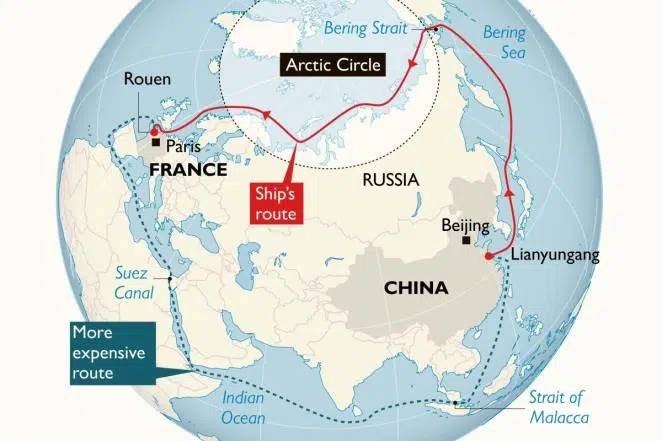 Bering Strait
Bering
Sea
Arctic Circle
Rouen
Paris
FRANCE
Ship's
route
RUSSIA
Beijing
Lianyungang
Suez
Canal
CHINA
More
expensive
route
Indian
Ocean
Strait of
Malacca